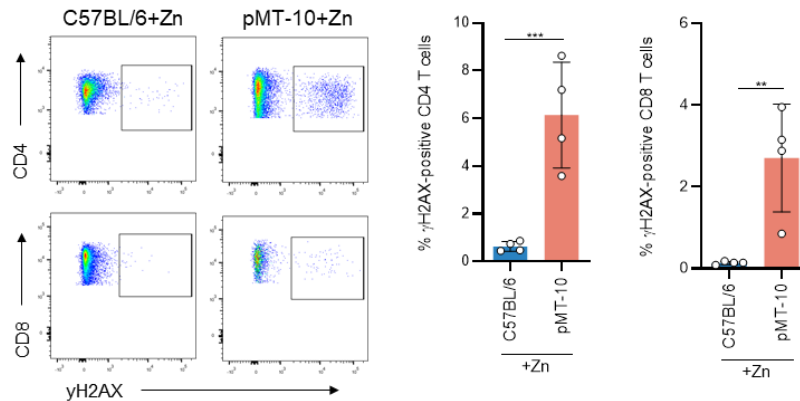 C57BL/6+Zn
pMT-10+Zn
CD4
CD8
yH2AX
% γH2AX-positive CD4 T cells
10
8
6
4
2
0
***
C57BL/6
pMT-10
+Zn
% γH2AX-positive CD8 T cells
6
4
2
0
**
C57BL/6
pMT-10
+Zn